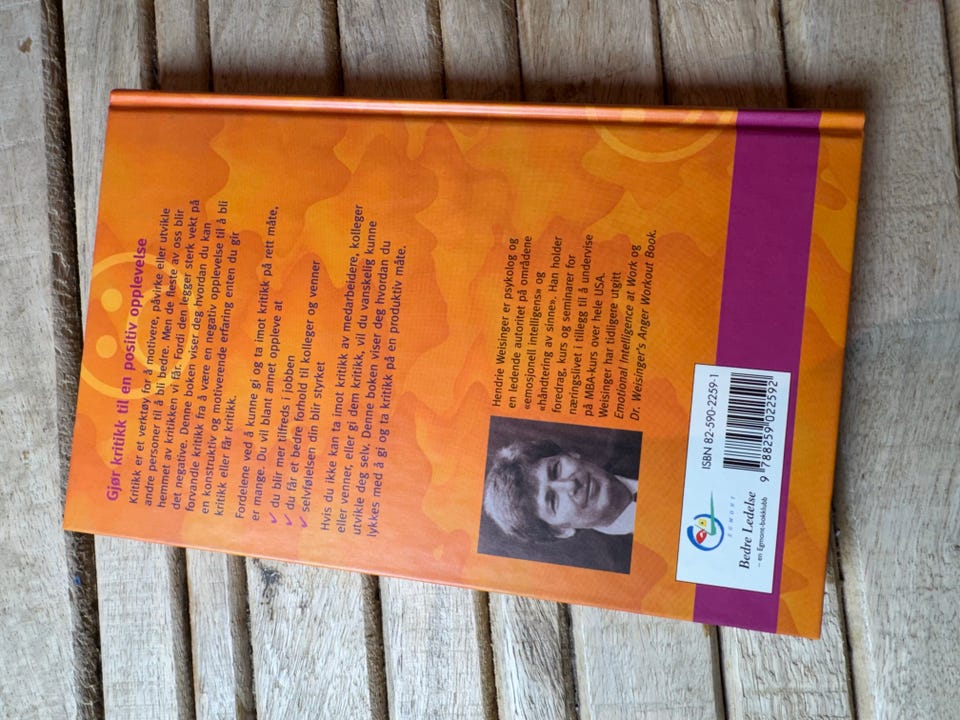 Gjør kritikk til en positiv opplevelse
Kritikk er et verktøy for å motivere, påvirke eller utvikle
andre personer til å bli bedre. Men de fleste av oss blir
hemmet av kritikken vi får. Fordi den legger sterk vekt på
det negative. Denne boken viser deg hvordan du kan
forvandle kritikk fra å være en negativ opplevelse til å bli
en konstruktiv og motiverende erfaring enten du gir
kritikk eller får kritikk.
Fordelene ved å kunne gi og ta imot kritikk på rett måte,
er mange. Du vil blant annet oppleve at
✓ du blir mer tilfreds i jobben
✓ du får et bedre forhold til kolleger og venner
✓ selvfølelsen din blir styrket
Hvis du ikke kan ta imot kritikk av medarbeidere, kolleger
eller venner, eller gi dem kritikk, vil du vanskelig kunne
utvikle deg selv. Denne boken viser deg hvordan du
lykkes med å gi og ta kritikk på en produktiv måte.
Hendrie Weisinger er psykolog og
en ledende autoritet på områdene
«emosjonell intelligens» og
«håndtering av sinne». Han holder
foredrag, kurs og seminarer for
næringslivet i tillegg til å undervise
på MBA-kurs over hele USA.
Weisinger har tidligere utgitt
Emotional Intelligence at Work og
Dr. Weisinger's Anger Workout Book.
EGMONT
Bedre Ledelse
– en Egmont-bokklubb
ISBN 82-590-2259-1
9 788259 022592